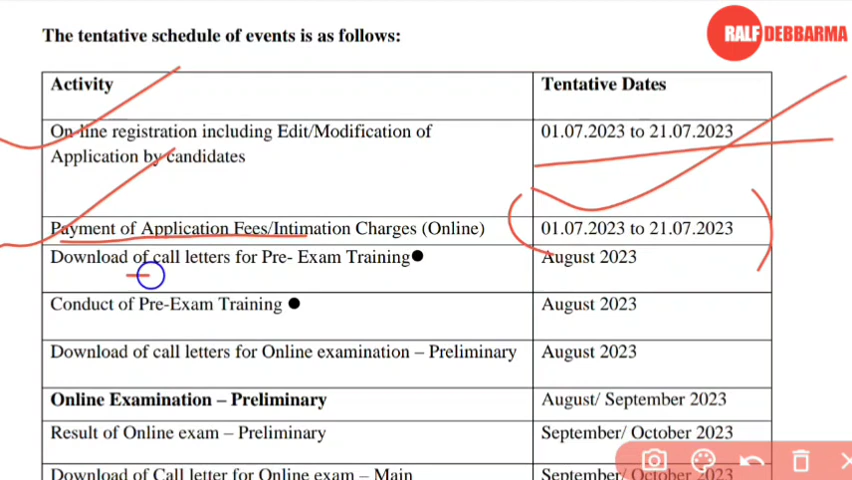 RALF DEBBARMA
The tentative schedule of events is as follows:
Activity
Tentative Dates
On-line registration including Edit/Modification of
Application by candidates
01.07.2023 to 21.07.2023
Payment of Application Fees/Intimation Charges (Online)
01.07.2023 to 21.07.2023
Download of call letters for Pre- Exam Training●
August 2023
Conduct of Pre-Exam Training ●
August 2023
Download of call letters for Online examination – Preliminary
August 2023
Online Examination – Preliminary
August/ September 2023
Result of Online exam – Preliminary
September/ October 2023
Download of Call letter for Online exam – Main
September/ October 2023